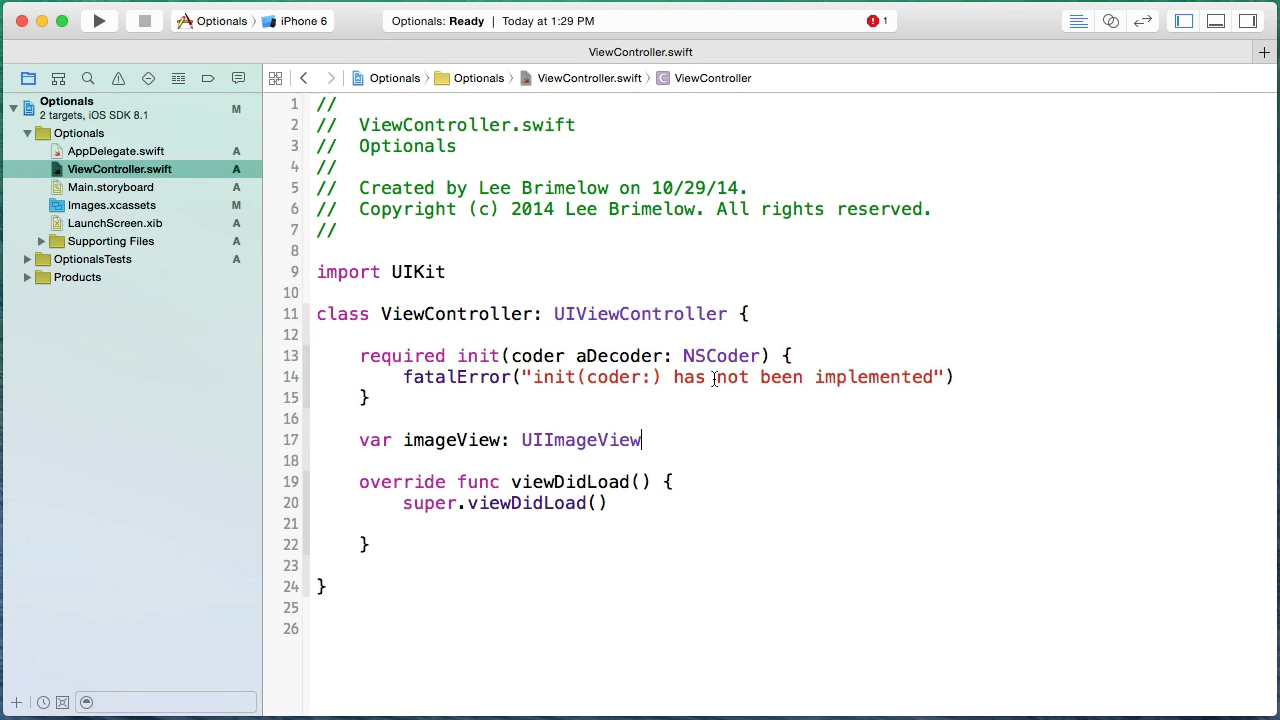 Optionals
iPhone 6
Optionals: Ready | Today at 1:29 PM
1
ViewController.swift
Optionals
Optionals
ViewController.swift
C
ViewController
Optionals
2 targets, iOS SDK 8.1
M
Optionals
AppDelegate.swift
A
ViewController.swift
A
Main.storyboard
A
Images.xcassets
M
LaunchScreen.xib
A
Supporting Files
A
OptionalsTests
A
Products
1 //
2 // ViewController.swift
3 // Optionals
4 //
5 // Created by Lee Brimelow on 10/29/14.
6 // Copyright (c) 2014 Lee Brimelow. All rights reserved.
7 //
8
9 import UIKit
10
11 class ViewController: UIViewController {
12
13 required init(coder aDecoder: NSCoder) {
14 fatalError("init(coder:) has not been implemented")
15 }
16
17 var imageView: UIImageView
18
19 override func viewDidLoad() {
20 super.viewDidLoad()
21
22 }
23
24 }
25
26